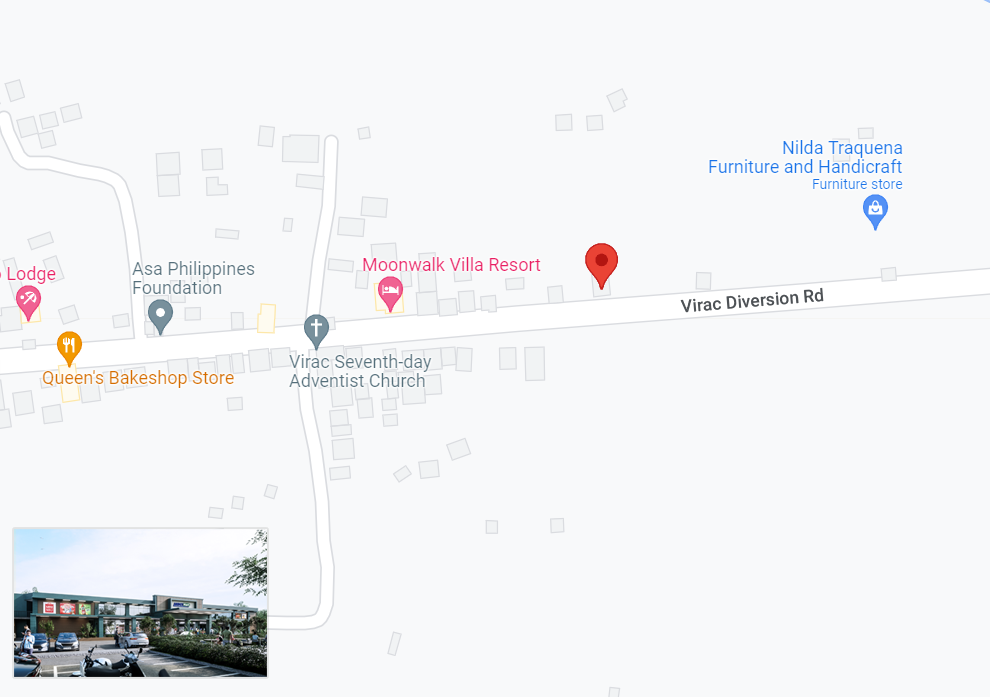 Nilda Traquena
Furniture and Handicraft
Furniture store
Lodge
Asa Philippines
Foundation
Moonwalk Villa Resort
Virac Diversion Rd
Virac Seventh-day
Adventist Church
Queen's Bakeshop Store